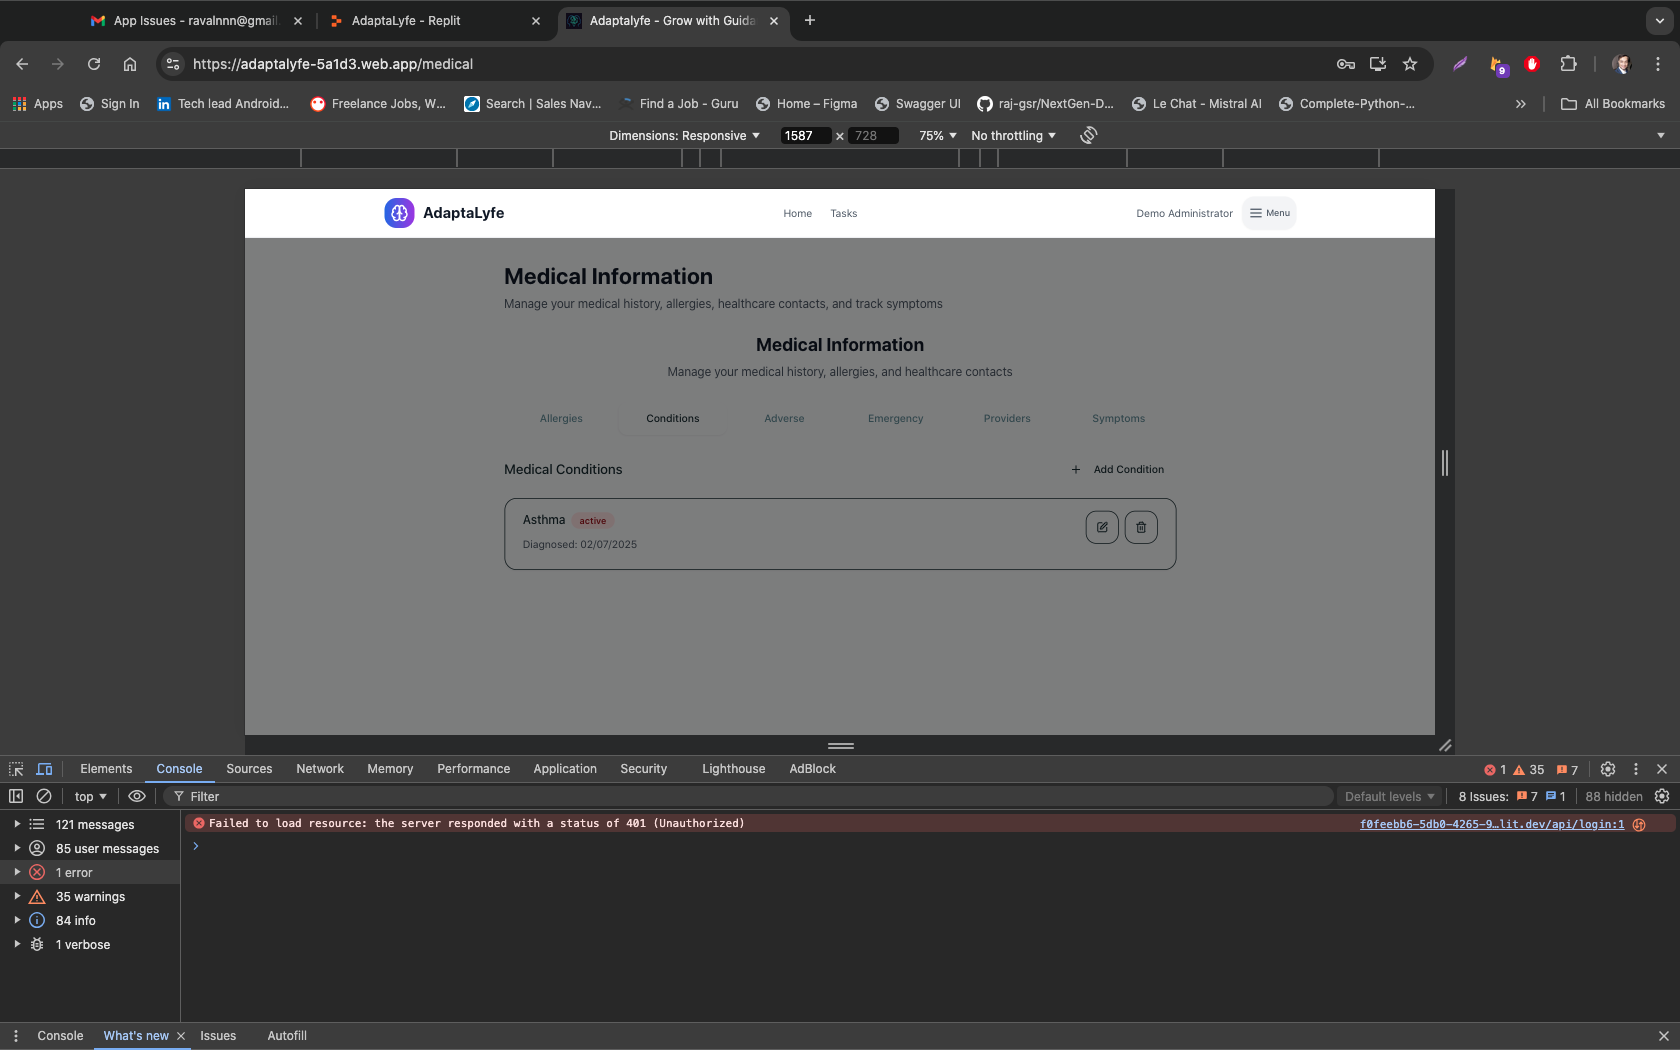 App Issues - ravalnnn@gmai
AdaptaLyfe - Replit
Adaptalyfe - Grow with Guida
https://adaptalyfe-5a1d3.web.app/medical
9
Apps
Sign In
Tech lead Android...
Freelance Jobs, W...
Search | Sales Nav...
Find a Job - Guru
Home – Figma
Swagger UI
raj-gsr/NextGen-D...
Le Chat - Mistral AI
Complete-Python-...
All Bookmarks
Dimensions: Responsive
1587 × 728
75%
No throttling
AdaptaLyfe
Home
Tasks
Demo Administrator
Menu
Medical Information
Manage your medical history, allergies, healthcare contacts, and track symptoms
Medical Information
Manage your medical history, allergies, and healthcare contacts
Allergies
Conditions
Adverse
Emergency
Providers
Symptoms
Medical Conditions
+ Add Condition
Asthma active
Diagnosed: 02/07/2025
Elements
Console
Sources
Network
Memory
Performance
Application
Security
Lighthouse
AdBlock
1
35
7
top
Filter
Default levels
8 Issues: 7 1
88 hidden
121 messages
85 user messages
1 error
35 warnings
84 info
1 verbose
Failed to load resource: the server responded with a status of 401 (Unauthorized)
f0feebb6-5db0-4265-9…lit.dev/api/login:1
Console
What's new
Issues
Autofill